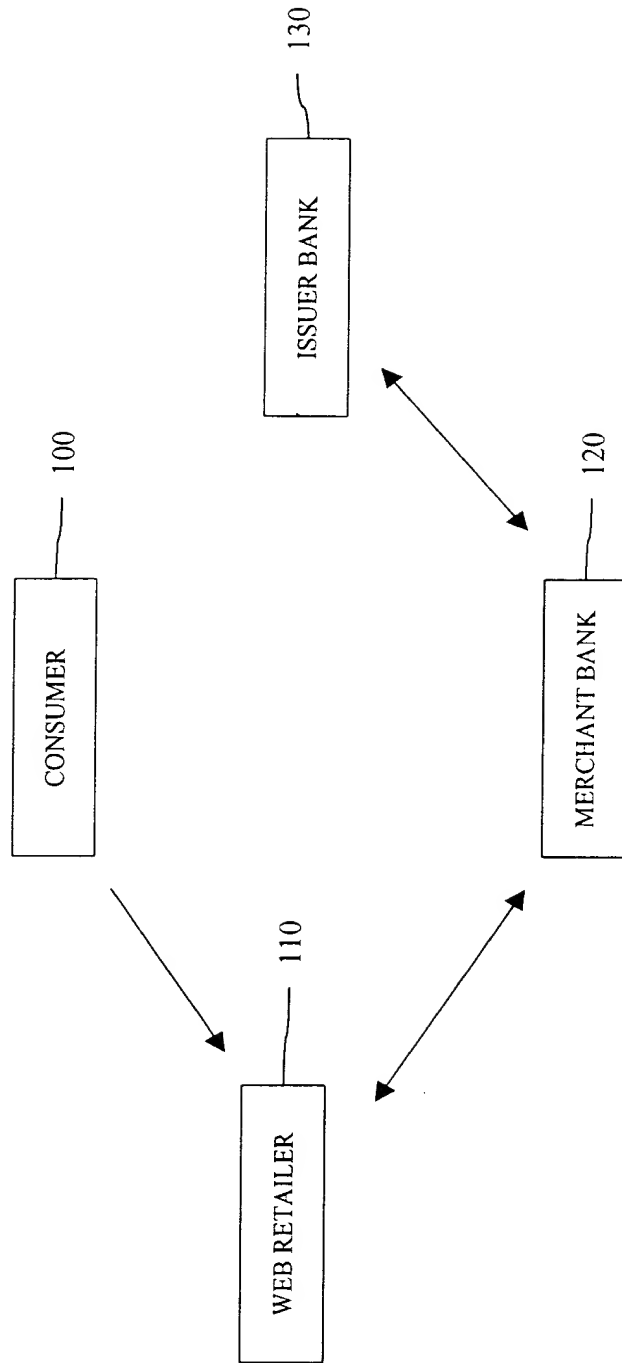 CONSUMER
100
WEB RETAILER
110
ISSUER BANK
130
MERCHANT BANK
120